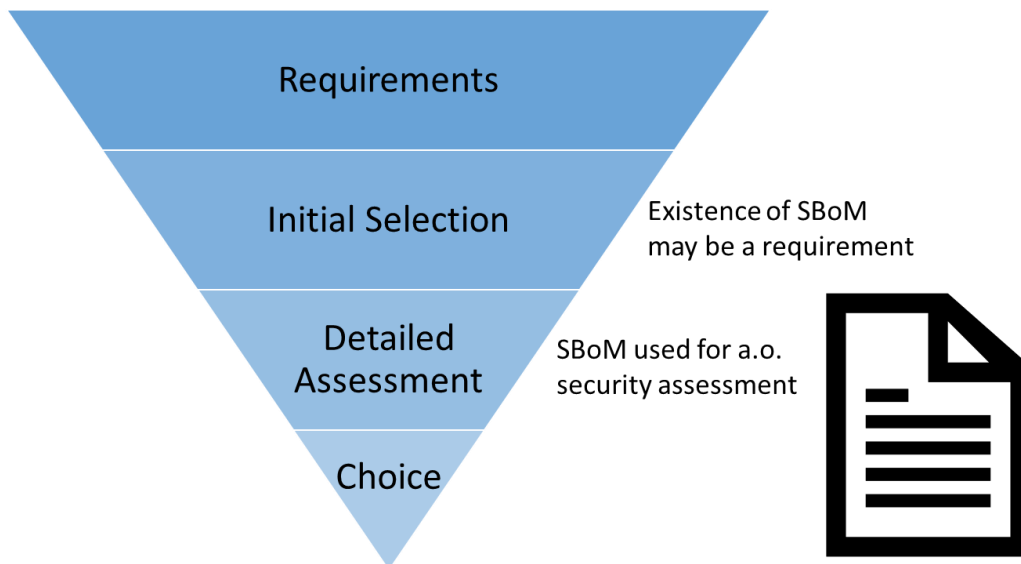 Requirements
Initial Selection
Existence of SBoM
may be a requirement
Detailed
Assessment
SBoM used for a.o.
security assessment
Choice